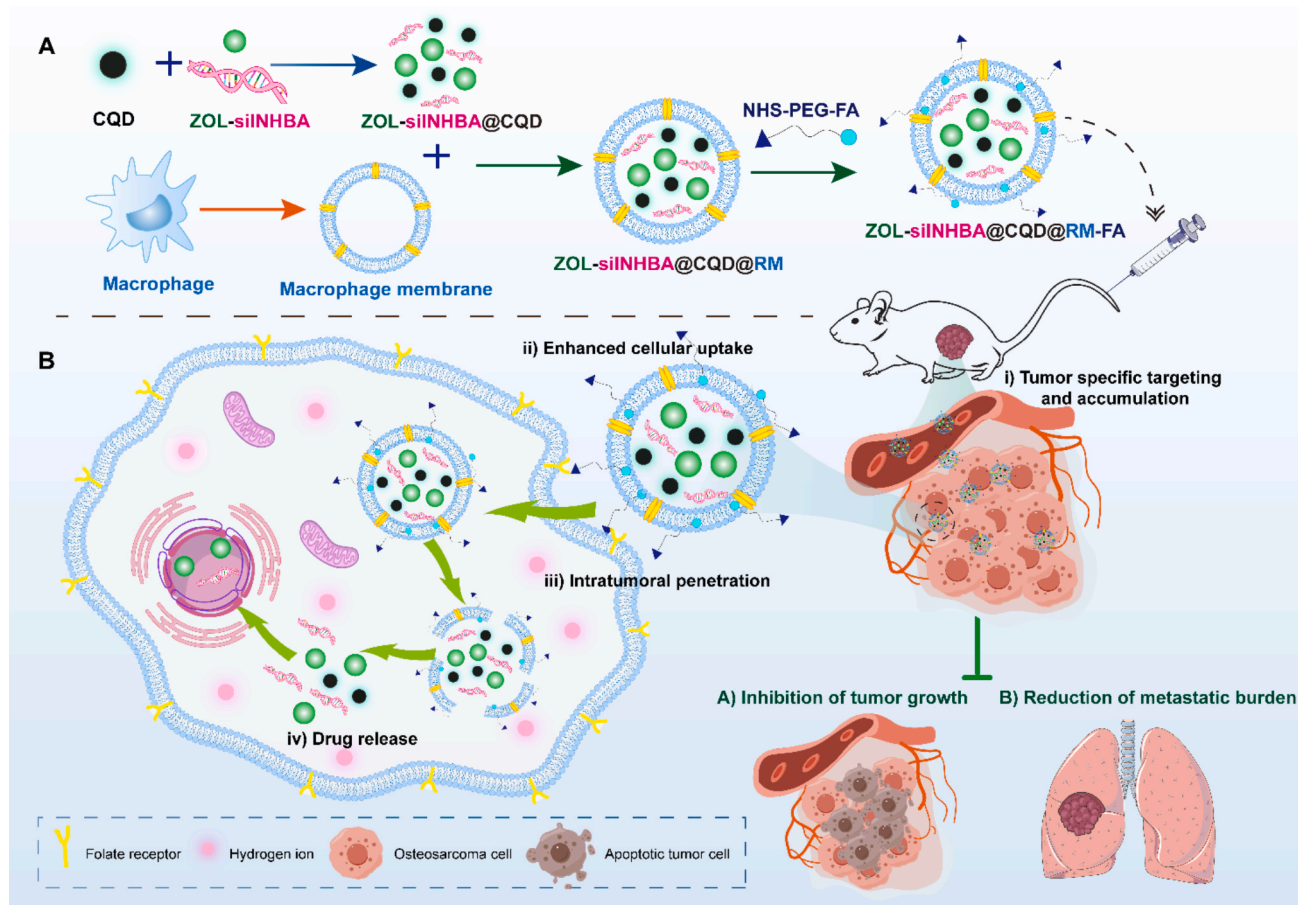 A
CQD
ZOL-siINHBA
ZOL-siINHBA@CQD
NHS-PEG-FA
Macrophage
Macrophage membrane
ZOL-siINHBA@CQD@RM
ZOL-siINHBA@CQD@RM-FA
B
ii) Enhanced cellular uptake
i) Tumor specific targeting
and accumulation
iii) Intratumoral penetration
iv) Drug release
A) Inhibition of tumor growth
B) Reduction of metastatic burden
Folate receptor
Hydrogen ion
Osteosarcoma cell
Apoptotic tumor cell